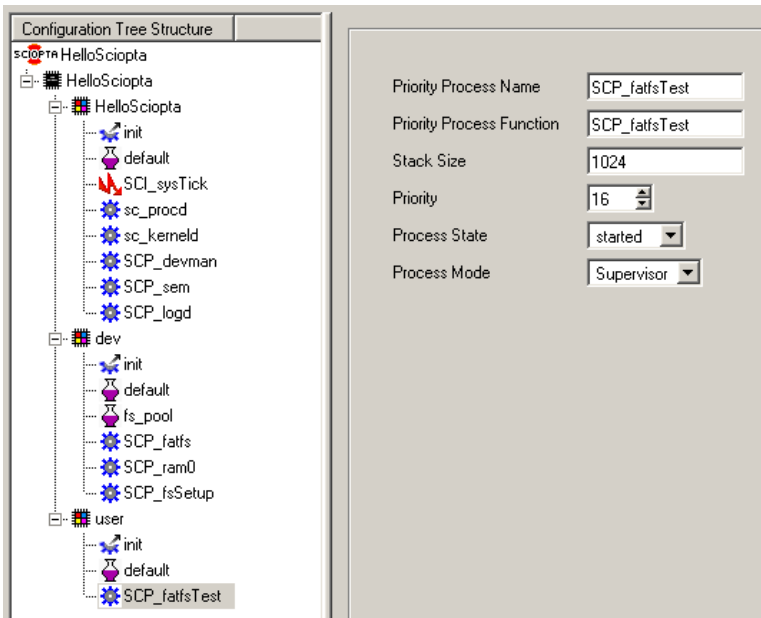 Configuration Tree Structure
SCIOPTA HelloSciopta
HelloSciopta
HelloSciopta
init
default
SCI_sysTick
sc_procd
sc_kerneld
SCP_devman
SCP_sem
SCP_logd
dev
init
default
fs_pool
SCP_fatfs
SCP_ram0
SCP_fsSetup
user
init
default
SCP_fatfsTest
Priority Process Name SCP_fatfsTest
Priority Process Function SCP_fatfsTest
Stack Size 1024
Priority 16
Process State started
Process Mode Supervisor